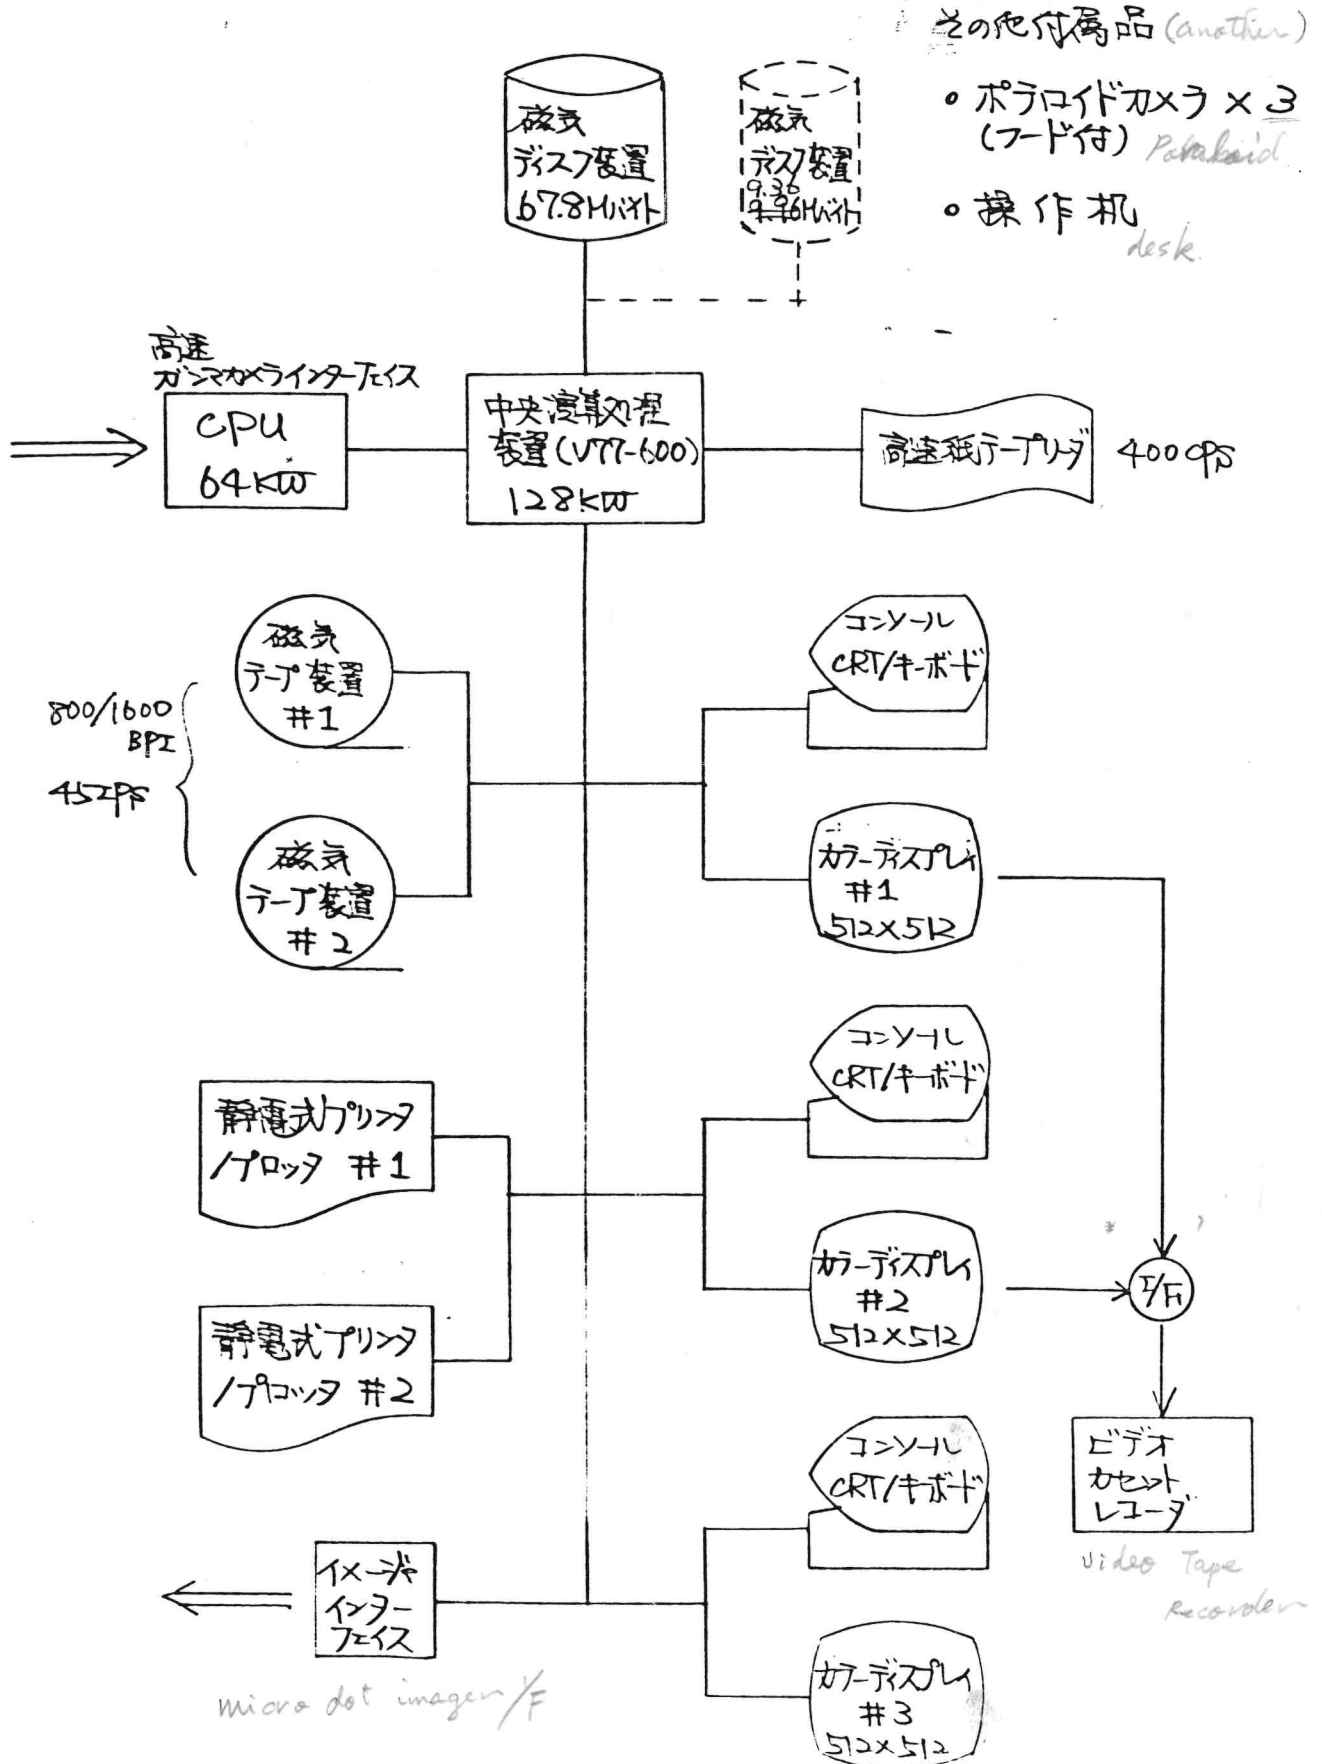 その他付属品 (another)
• ポラロイドカメラ × 3
(フード付)
• 操作机
desk.
磁気
ディスク装置
67.8Mバイト
磁気
ディスク装置
9.36
Mバイト
高速
ガンマカメラインターフェイス
CPU
64KW
中央演算処理
装置(V77-600)
128KW
高速紙テープリーダ
400cps
磁気
テープ装置
#1
800/1600
BPI
45IPS
磁気
テープ装置
#2
コンソール
CRT/キーボード
カラーディスプレイ
#1
512×512
コンソール
CRT/キーボード
静電式プリンタ
/プロッタ #1
カラーディスプレイ
#2
512×512
I/F
静電式プリンタ
/プロッタ #2
コンソール
CRT/キーボード
ビデオ
カセット
レコーダ
Video Tape
Recorder
イメージャ
インター
フェイス
micro dot imager I/F
カラーディスプレイ
#3
512×512